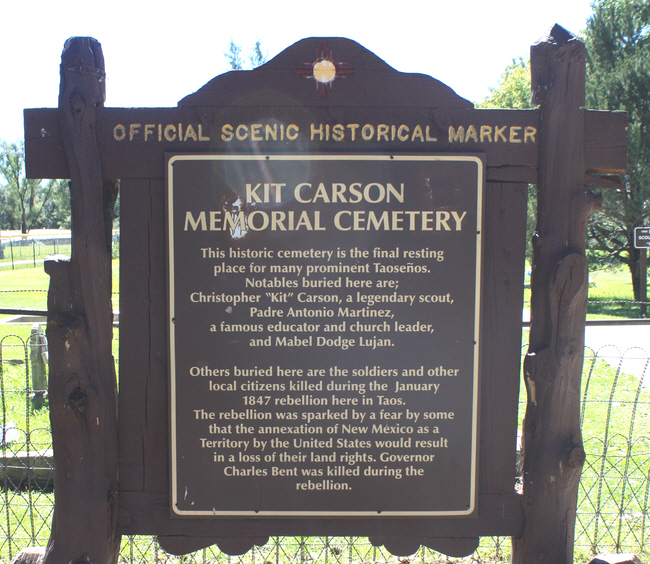 OFFICIAL SCENIC HISTORICAL MARKER
KIT CARSON
MEMORIAL CEMETERY
This historic cemetery is the final resting
place for many prominent Taoseños.
Notables buried here are;
Christopher "Kit" Carson, a legendary scout,
Padre Antonio Martinez,
a famous educator and church leader,
and Mabel Dodge Lujan.
Others buried here are the soldiers and other
local citizens killed during the January
1847 rebellion here in Taos.
The rebellion was sparked by a fear by some
that the annexation of New México as a
Territory by the United States would result
in a loss of their land rights. Governor
Charles Bent was killed during the
rebellion.